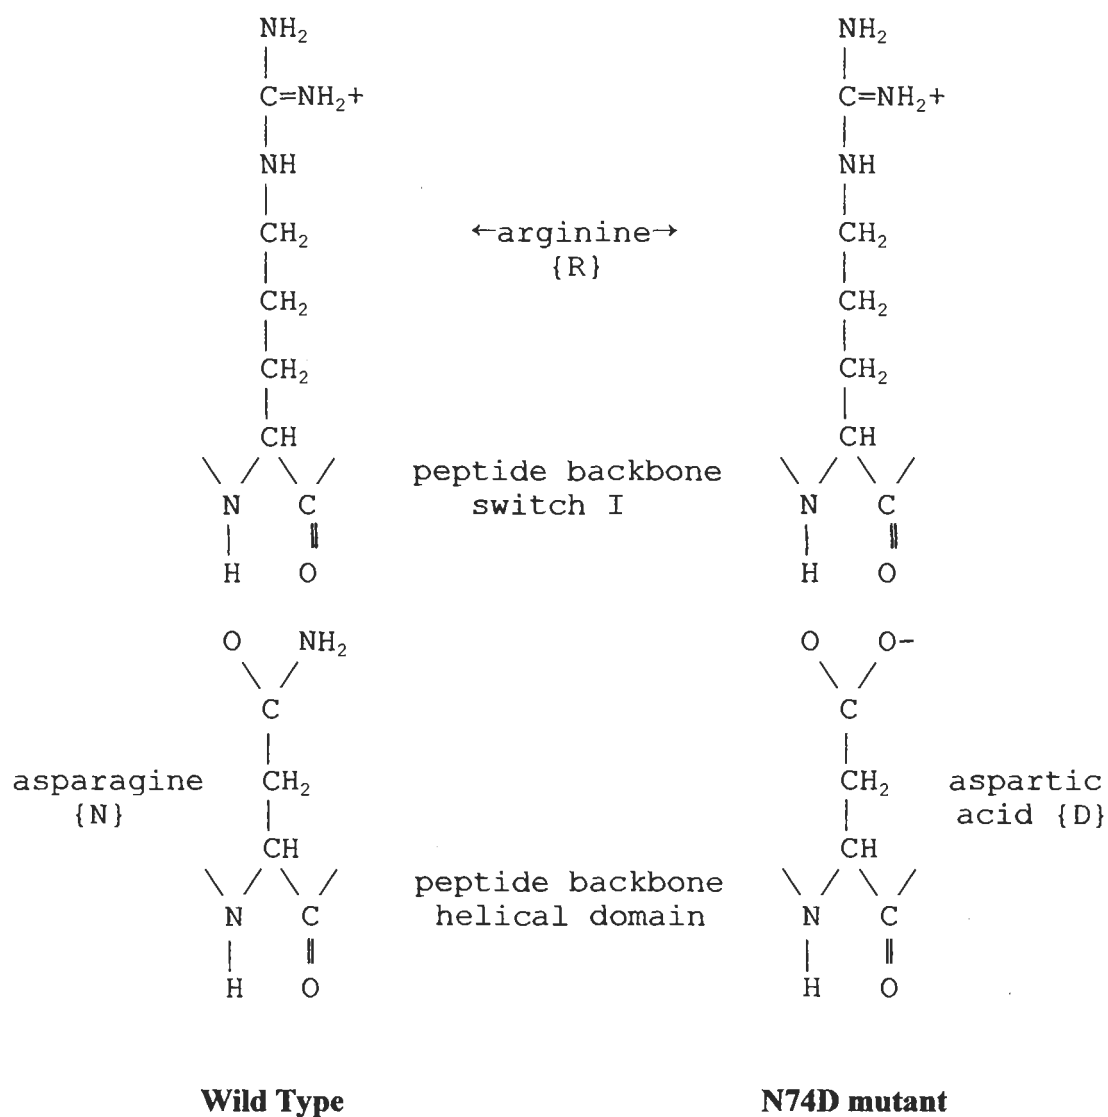 NH₂ NH₂
C=NH₂+ C=NH₂+
NH NH
CH₂ ←arginine→ CH₂
{R}
CH₂ CH₂
CH₂ CH₂
CH CH
peptide backbone
N C switch I N C
H O H O
O NH₂ O O-
C C
asparagine CH₂ CH₂ aspartic
{N} acid {D}
CH CH
peptide backbone
N C helical domain N C
H O H O
Wild Type N74D mutant